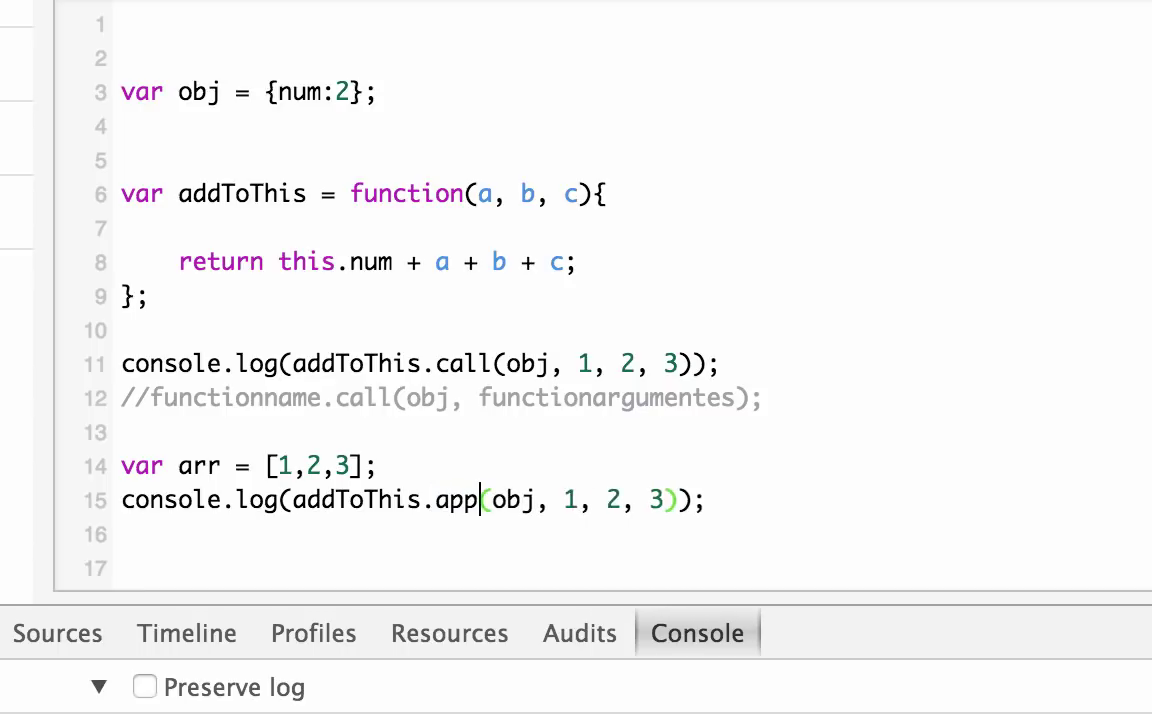 1
2
3 var obj = {num:2};
4
5
6 var addToThis = function(a, b, c){
7
8 return this.num + a + b + c;
9 };
10
11 console.log(addToThis.call(obj, 1, 2, 3));
12 //functionname.call(obj, functionargumentes);
13
14 var arr = [1,2,3];
15 console.log(addToThis.app(obj, 1, 2, 3));
16
17
Sources Timeline Profiles Resources Audits Console
▼ Preserve log